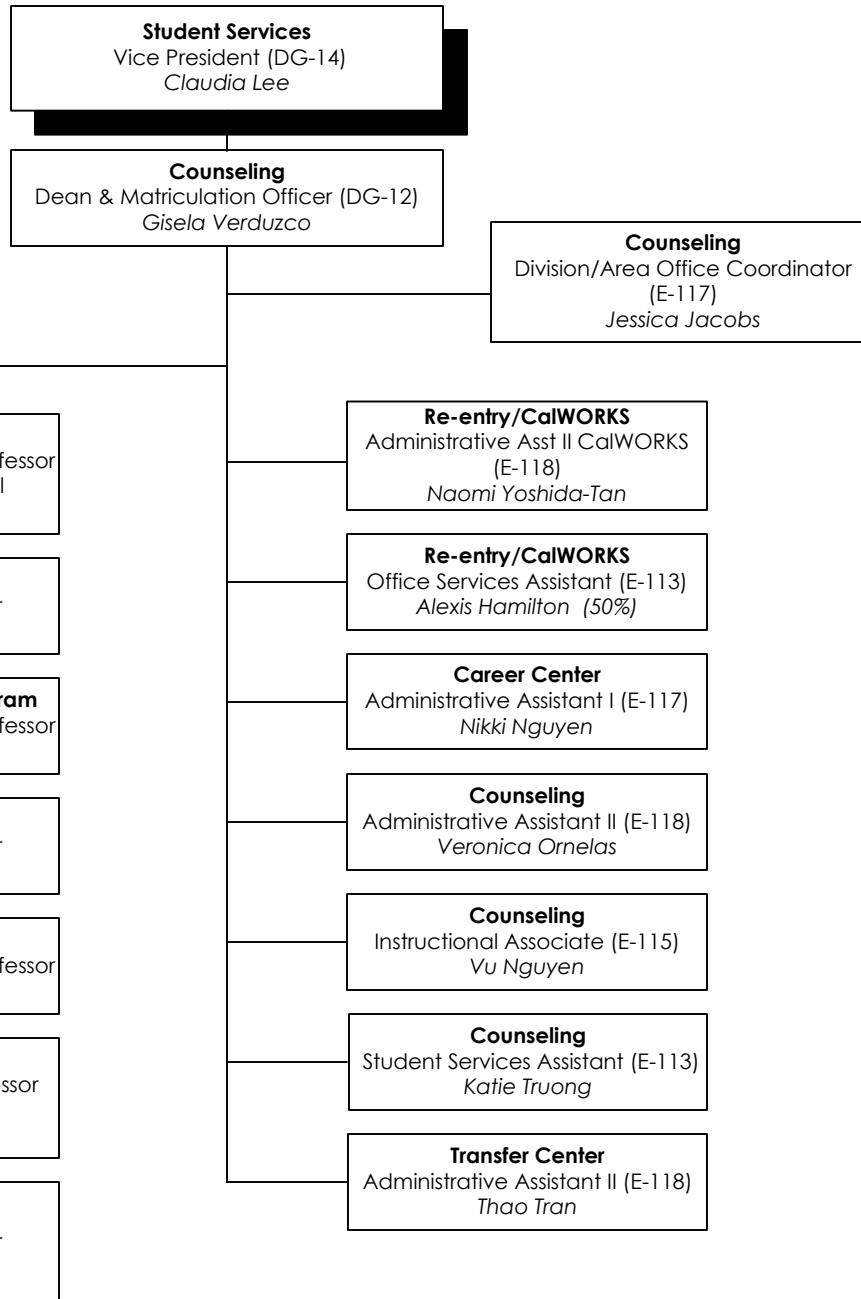 Student Services
Vice President (DG-14)
Claudia Lee
Counseling
Dean & Matriculation Officer (DG-12)
Gisela Verduzco
Counseling
Division/Area Office Coordinator
(E-117)
Jessica Jacobs
Re-entry/CalWORKS
Administrative Asst II CalWORKS
(E-118)
Naomi Yoshida-Tan
Re-entry/CalWORKS
Office Services Assistant (E-113)
Alexis Hamilton (50%)
Career Center
Administrative Assistant I (E-117)
Nikki Nguyen
Counseling
Administrative Assistant II (E-118)
Veronica Ornelas
Counseling
Instructional Associate (E-115)
Vu Nguyen
Counseling
Student Services Assistant (E-113)
Katie Truong
Transfer Center
Administrative Assistant II (E-118)
Thao Tran